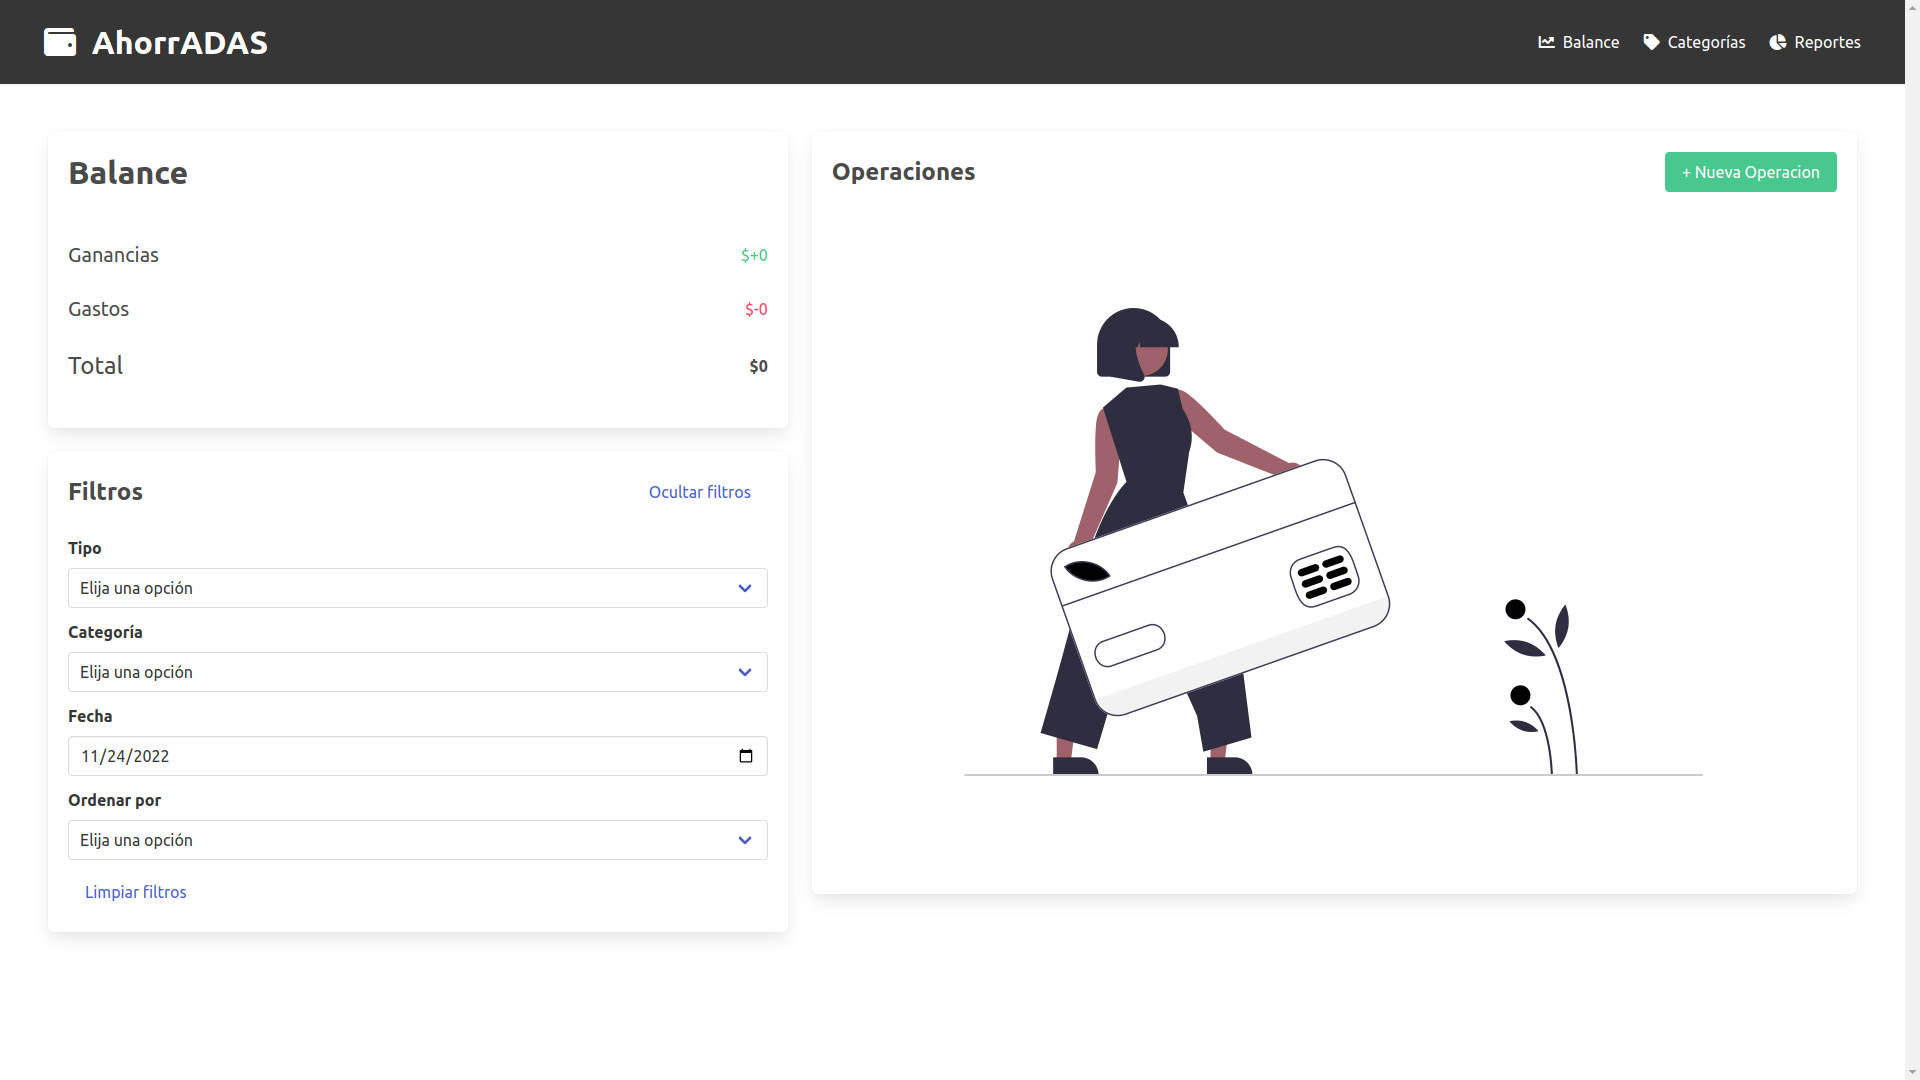 AhorrADAS
Balance
Categorías
Reportes
Balance
Ganancias $+0
Gastos $-0
Total $0
Filtros Ocultar filtros
Tipo
Elija una opción
Categoría
Elija una opción
Fecha
11/24/2022
Ordenar por
Elija una opción
Limpiar filtros
Operaciones + Nueva Operacion